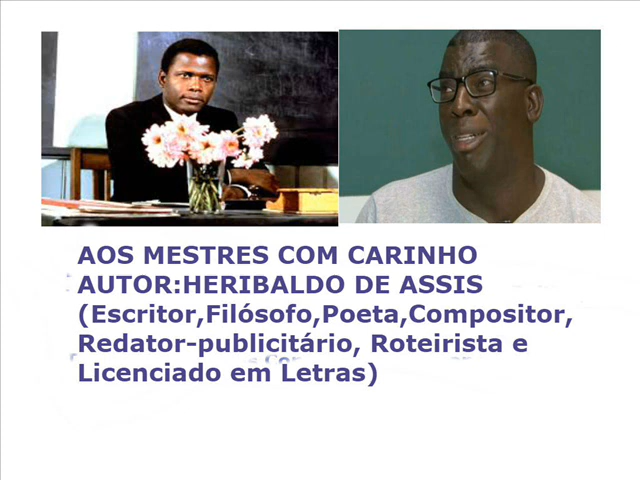 AOS MESTRES COM CARINHO
AUTOR:HERIBALDO DE ASSIS
(Escritor,Filósofo,Poeta,Compositor,
Redator-publicitário, Roteirista e
Licenciado em Letras)